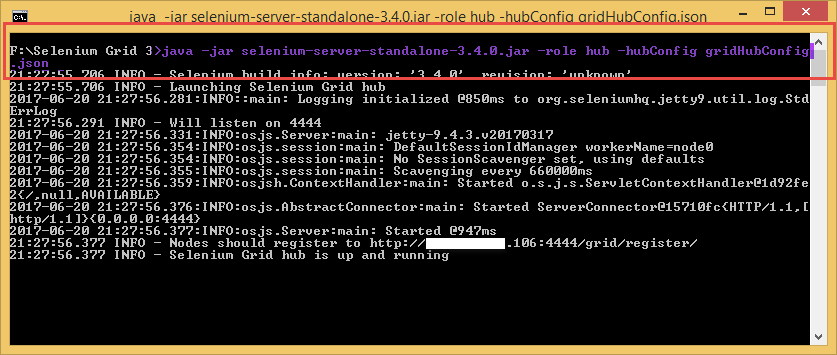 java -jar selenium-server-standalone-3.4.0.jar -role hub -hubConfig gridHubConfig.json
F:\Selenium Grid 3>java -jar selenium-server-standalone-3.4.0.jar -role hub -hubConfig gridHubConfig
.json
21:27:55.706 INFO - Selenium build info: version: '3.4.0', revision: 'unknown'
21:27:55.706 INFO - Launching Selenium Grid hub
2017-06-20 21:27:56.281:INFO::main: Logging initialized @850ms to org.seleniumhq.jetty9.util.log.Std
ErrLog
21:27:56.291 INFO - Will listen on 4444
2017-06-20 21:27:56.331:INFO:osjs.Server:main: jetty-9.4.3.v20170317
2017-06-20 21:27:56.354:INFO:osjs.session:main: DefaultSessionIdManager workerName=node0
2017-06-20 21:27:56.354:INFO:osjs.session:main: No SessionScavenger set, using defaults
2017-06-20 21:27:56.355:INFO:osjs.session:main: Scavenging every 660000ms
2017-06-20 21:27:56.359:INFO:osjsh.ContextHandler:main: Started o.s.j.s.ServletContextHandler@1d92fe
2{/,null,AVAILABLE}
2017-06-20 21:27:56.376:INFO:osjs.AbstractConnector:main: Started ServerConnector@15710fc{HTTP/1.1,[
http/1.1]}{0.0.0.0:4444}
2017-06-20 21:27:56.377:INFO:osjs.Server:main: Started @947ms
21:27:56.377 INFO - Nodes should register to http:// .106:4444/grid/register/
21:27:56.377 INFO - Selenium Grid hub is up and running